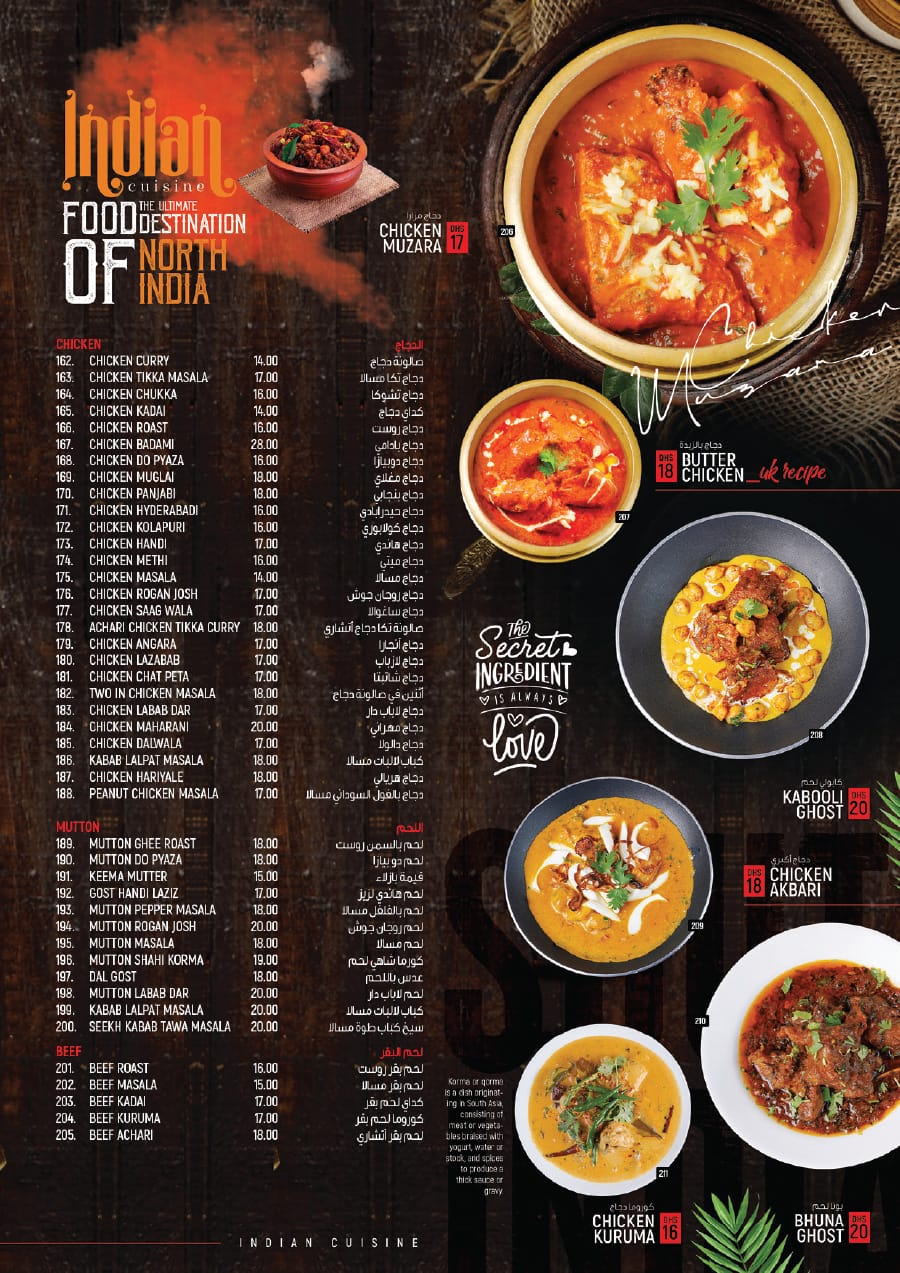 Indian
cuisine
FOOD THE ULTIMATE DESTINATION
OF NORTH INDIA
دجاج مزارا
CHICKEN MUZARA DHS 17
206
Chicken
Muzara
CHICKEN الدجاج
162. CHICKEN CURRY 14.00 صالونة دجاج
163. CHICKEN TIKKA MASALA 17.00 دجاج تكا مسالا
164. CHICKEN CHUKKA 16.00 دجاج تشوكا
165. CHICKEN KADAI 14.00 كداي دجاج
166. CHICKEN ROAST 16.00 دجاج روست
167. CHICKEN BADAMI 28.00 دجاج بادامي
168. CHICKEN DO PYAZA 16.00 دجاج دوبيازا
169. CHICKEN MUGLAI 18.00 دجاج مغلاي
170. CHICKEN PANJABI 18.00 دجاج بنجابي
171. CHICKEN HYDERABADI 16.00 دجاج حيدرابادي
172. CHICKEN KOLAPURI 16.00 دجاج كولابوري
173. CHICKEN HANDI 17.00 دجاج هاندي
174. CHICKEN METHI 16.00 دجاج ميتي
175. CHICKEN MASALA 14.00 دجاج مسالا
176. CHICKEN ROGAN JOSH 17.00 دجاج روجان جوش
177. CHICKEN SAAG WALA 17.00 دجاج ساغوالا
178. ACHARI CHICKEN TIKKA CURRY 18.00 صالونة تكا دجاج أتشاري
179. CHICKEN ANGARA 17.00 دجاج أنجارا
180. CHICKEN LAZABAB 17.00 دجاج لازباب
181. CHICKEN CHAT PETA 17.00 دجاج شاتبتا
182. TWO IN CHICKEN MASALA 18.00 أثنين في صالونة دجاج
183. CHICKEN LABAB DAR 17.00 دجاج لاباب دار
184. CHICKEN MAHARANI 20.00 دجاج مهراني
185. CHICKEN DALWALA 17.00 دجاج دالولا
186. KABAB LALPAT MASALA 18.00 كباب لالبات مسالا
187. CHICKEN HARIYALE 18.00 دجاج هريالي
188. PEANUT CHICKEN MASALA 17.00 دجاج بالفول السوداني مسالا
MUTTON اللحم
189. MUTTON GHEE ROAST 18.00 لحم بالسمن روست
190. MUTTON DO PYAZA 18.00 لحم دو بيازا
191. KEEMA MUTTER 15.00 قيمة بازلاء
192. GOST HANDI LAZIZ 17.00 لحم هاندي لزيز
193. MUTTON PEPPER MASALA 18.00 لحم بالفلفل مسالا
194. MUTTON ROGAN JOSH 20.00 لحم روجان جوش
195. MUTTON MASALA 18.00 لحم مسالا
196. MUTTON SHAHI KORMA 19.00 كورما شاهي لحم
197. DAL GOST 18.00 عدس باللحم
198. MUTTON LABAB DAR 20.00 لحم لاباب دار
199. KABAB LALPAT MASALA 20.00 كباب لالبات مسالا
200. SEEKH KABAB TAWA MASALA 20.00 سيخ كباب طوة مسالا
BEEF لحم البقر
201. BEEF ROAST 16.00 لحم بقر روست
202. BEEF MASALA 15.00 لحم بقر مسالا
203. BEEF KADAI 17.00 كداي لحم بقر
204. BEEF KURUMA 17.00 كوروما لحم بقر
205. BEEF ACHARI 18.00 لحم بقر أتشاري
دجاج بالزبدة
DHS 18 BUTTER CHICKEN _uk recipe
207
The
Secret
INGREDIENT
IS ALWAYS
love
208
كابولي لحم
KABOOLI GHOST DHS 20
دجاج أكبري
DHS 18 CHICKEN AKBARI
209
210
Korma or qorma
is a dish originat-
ing in South Asia,
consisting of
meat or vegeta-
bles braised with
yogurt, water or
stock, and spices
to produce a
thick sauce or
gravy.
211
كوروما دجاج
CHICKEN KURUMA DHS 16
بونا لحم
BHUNA GHOST DHS 20
INDIAN CUISINE